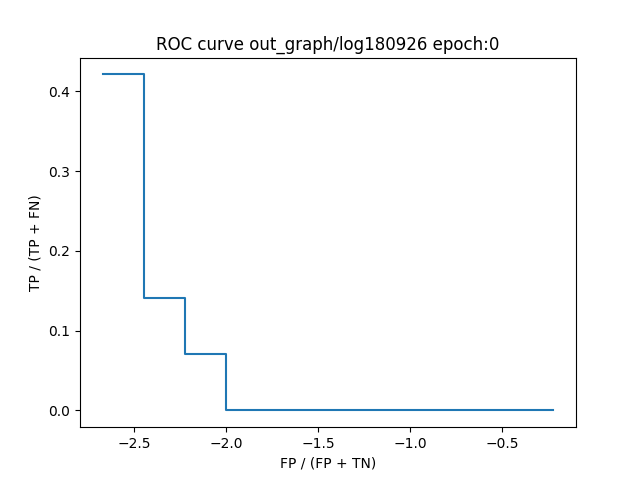 ROC curve out_graph/log180926 epoch:0
TP / (TP + FN)
0.4
0.3
0.2
0.1
0.0
−2.5 −2.0 −1.5 −1.0 −0.5
FP / (FP + TN)